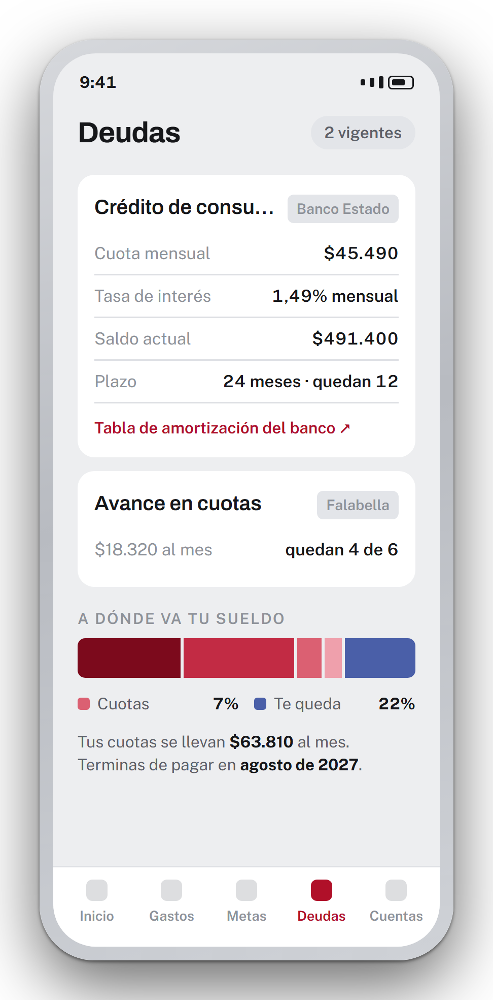 9:41
Deudas
2 vigentes
Crédito de consu...
Banco Estado
Cuota mensual $45.490
Tasa de interés 1,49% mensual
Saldo actual $491.400
Plazo 24 meses · quedan 12
Tabla de amortización del banco ↗
Avance en cuotas
Falabella
$18.320 al mes quedan 4 de 6
A DÓNDE VA TU SUELDO
Cuotas 7% Te queda 22%
Tus cuotas se llevan $63.810 al mes.
Terminas de pagar en agosto de 2027.
Inicio Gastos Metas Deudas Cuentas